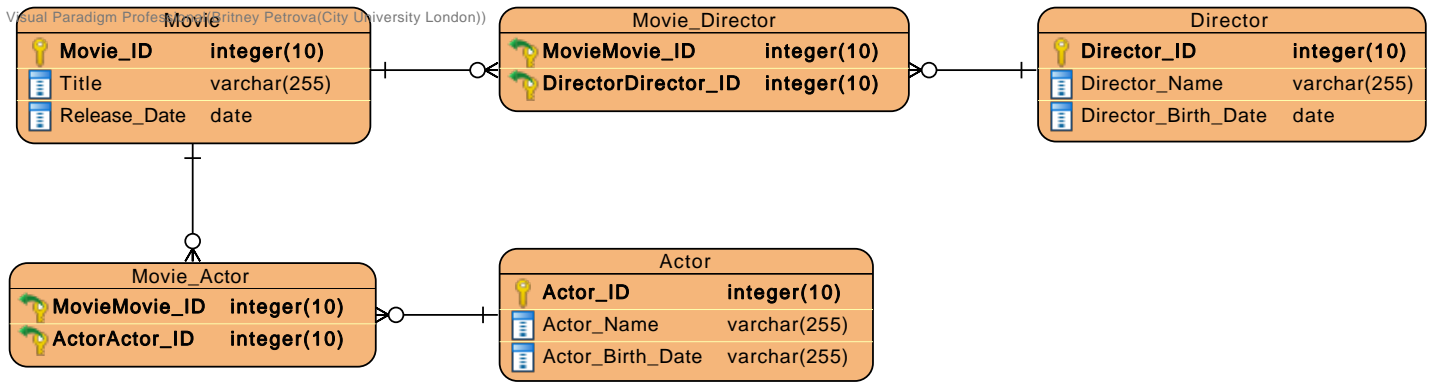 Visual Paradigm Professional(Britney Petrova(City University London))
Movie
Movie_ID integer(10)
Title varchar(255)
Release_Date date
Movie_Director
MovieMovie_ID integer(10)
DirectorDirector_ID integer(10)
Director
Director_ID integer(10)
Director_Name varchar(255)
Director_Birth_Date date
Movie_Actor
MovieMovie_ID integer(10)
ActorActor_ID integer(10)
Actor
Actor_ID integer(10)
Actor_Name varchar(255)
Actor_Birth_Date varchar(255)